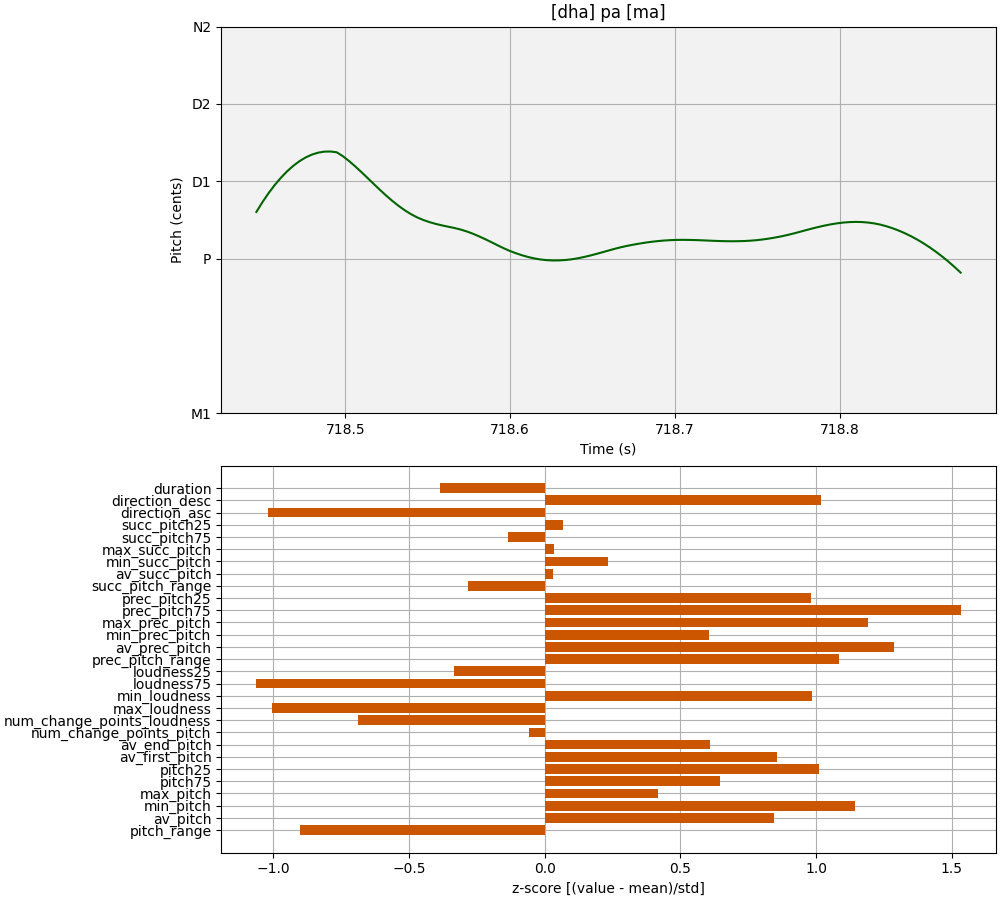 [dha] pa [ma]
N2
D2
D1
P
M1
Pitch (cents)
718.5 718.6 718.7 718.8
Time (s)
duration
direction_desc
direction_asc
succ_pitch25
succ_pitch75
max_succ_pitch
min_succ_pitch
av_succ_pitch
succ_pitch_range
prec_pitch25
prec_pitch75
max_prec_pitch
min_prec_pitch
av_prec_pitch
prec_pitch_range
loudness25
loudness75
min_loudness
max_loudness
num_change_points_loudness
num_change_points_pitch
av_end_pitch
av_first_pitch
pitch25
pitch75
max_pitch
min_pitch
av_pitch
pitch_range
−1.0 −0.5 0.0 0.5 1.0 1.5
z-score [(value - mean)/std]